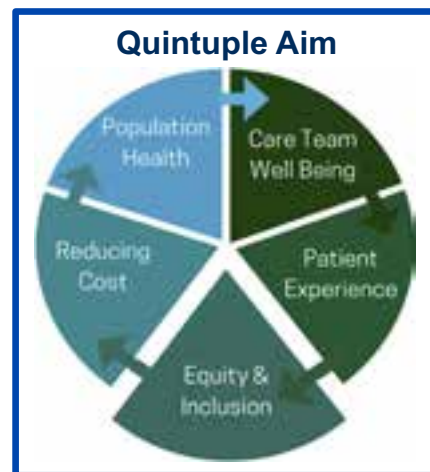 Quintuple Aim
Population
Health
Care Team
Well Being
Patient
Experience
Equity &
Inclusion
Reducing
Cost